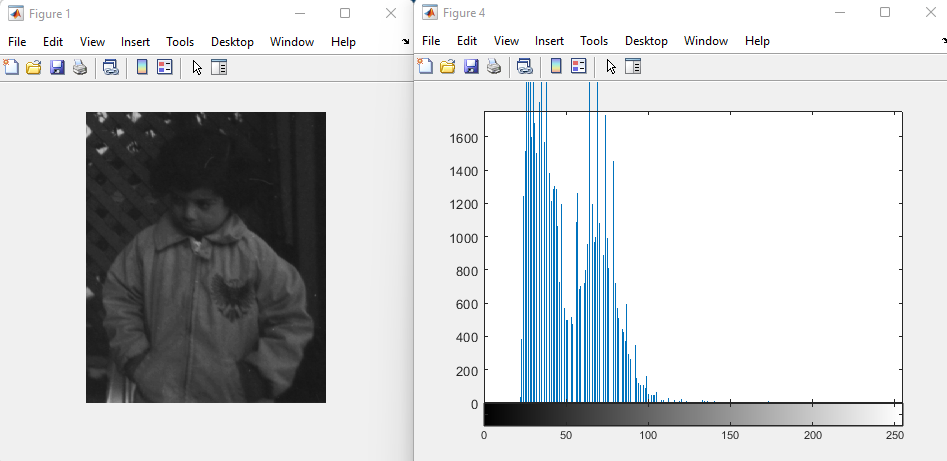 Figure 1
File Edit View Insert Tools Desktop Window Help
Figure 4
File Edit View Insert Tools Desktop Window Help
1600
1400
1200
1000
800
600
400
200
0
0 50 100 150 200 250